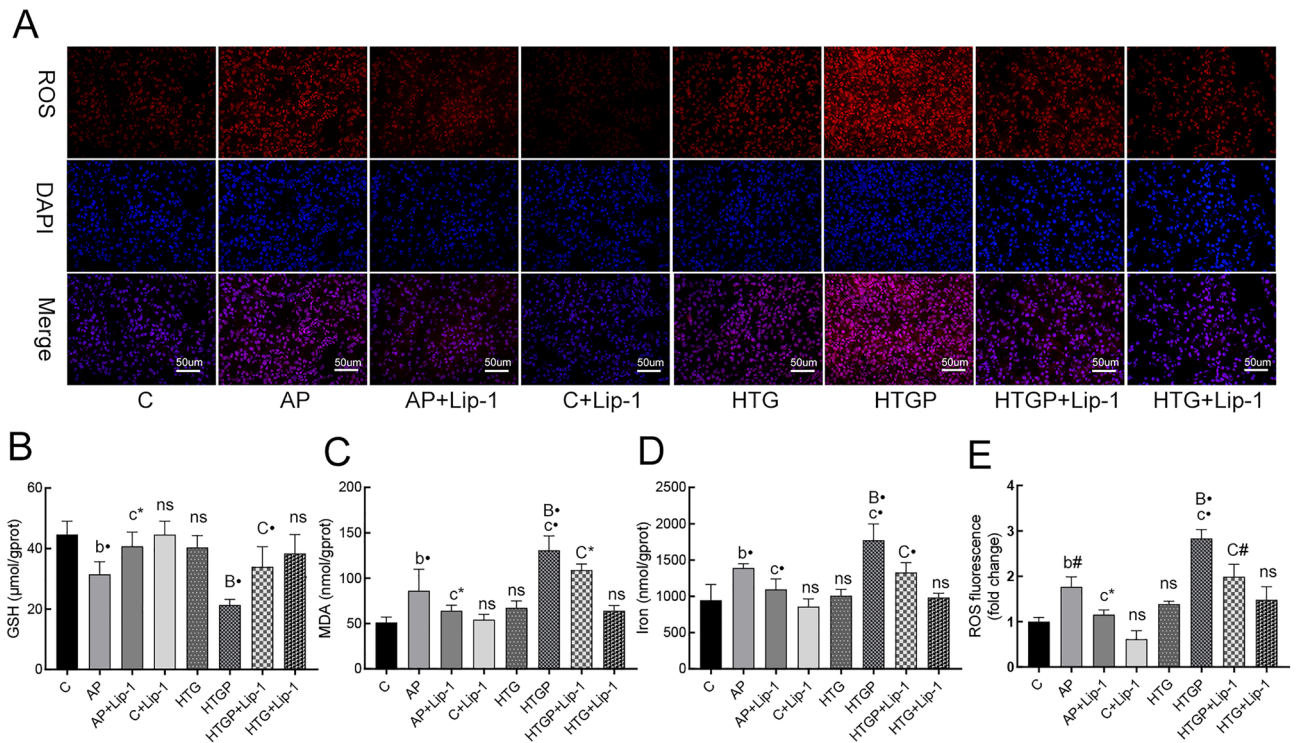 A
ROS
DAPI
Merge
50um 50um 50um 50um 50um 50um 50um 50um
C AP AP+Lip-1 C+Lip-1 HTG HTGP HTGP+Lip-1 HTG+Lip-1
B
GSH (μmol/gprot)
60
40
20
0
b•
c*
ns
ns
B•
C•
ns
C
AP
AP+Lip-1
C+Lip-1
HTG
HTGP
HTGP+Lip-1
HTG+Lip-1
C
MDA (nmol/gprot)
200
150
100
50
0
b•
c*
ns
ns
B•
c•
C*
ns
C
AP
AP+Lip-1
C+Lip-1
HTG
HTGP
HTGP+Lip-1
HTG+Lip-1
D
Iron (nmol/gprot)
2500
2000
1500
1000
500
0
b•
c•
ns
ns
B•
c•
C•
ns
C
AP
AP+Lip-1
C+Lip-1
HTG
HTGP
HTGP+Lip-1
HTG+Lip-1
E
ROS fluorescence
(fold change)
4
3
2
1
0
b#
c*
ns
ns
B•
c•
C#
ns
C
AP
AP+Lip-1
C+Lip-1
HTG
HTGP
HTGP+Lip-1
HTG+Lip-1